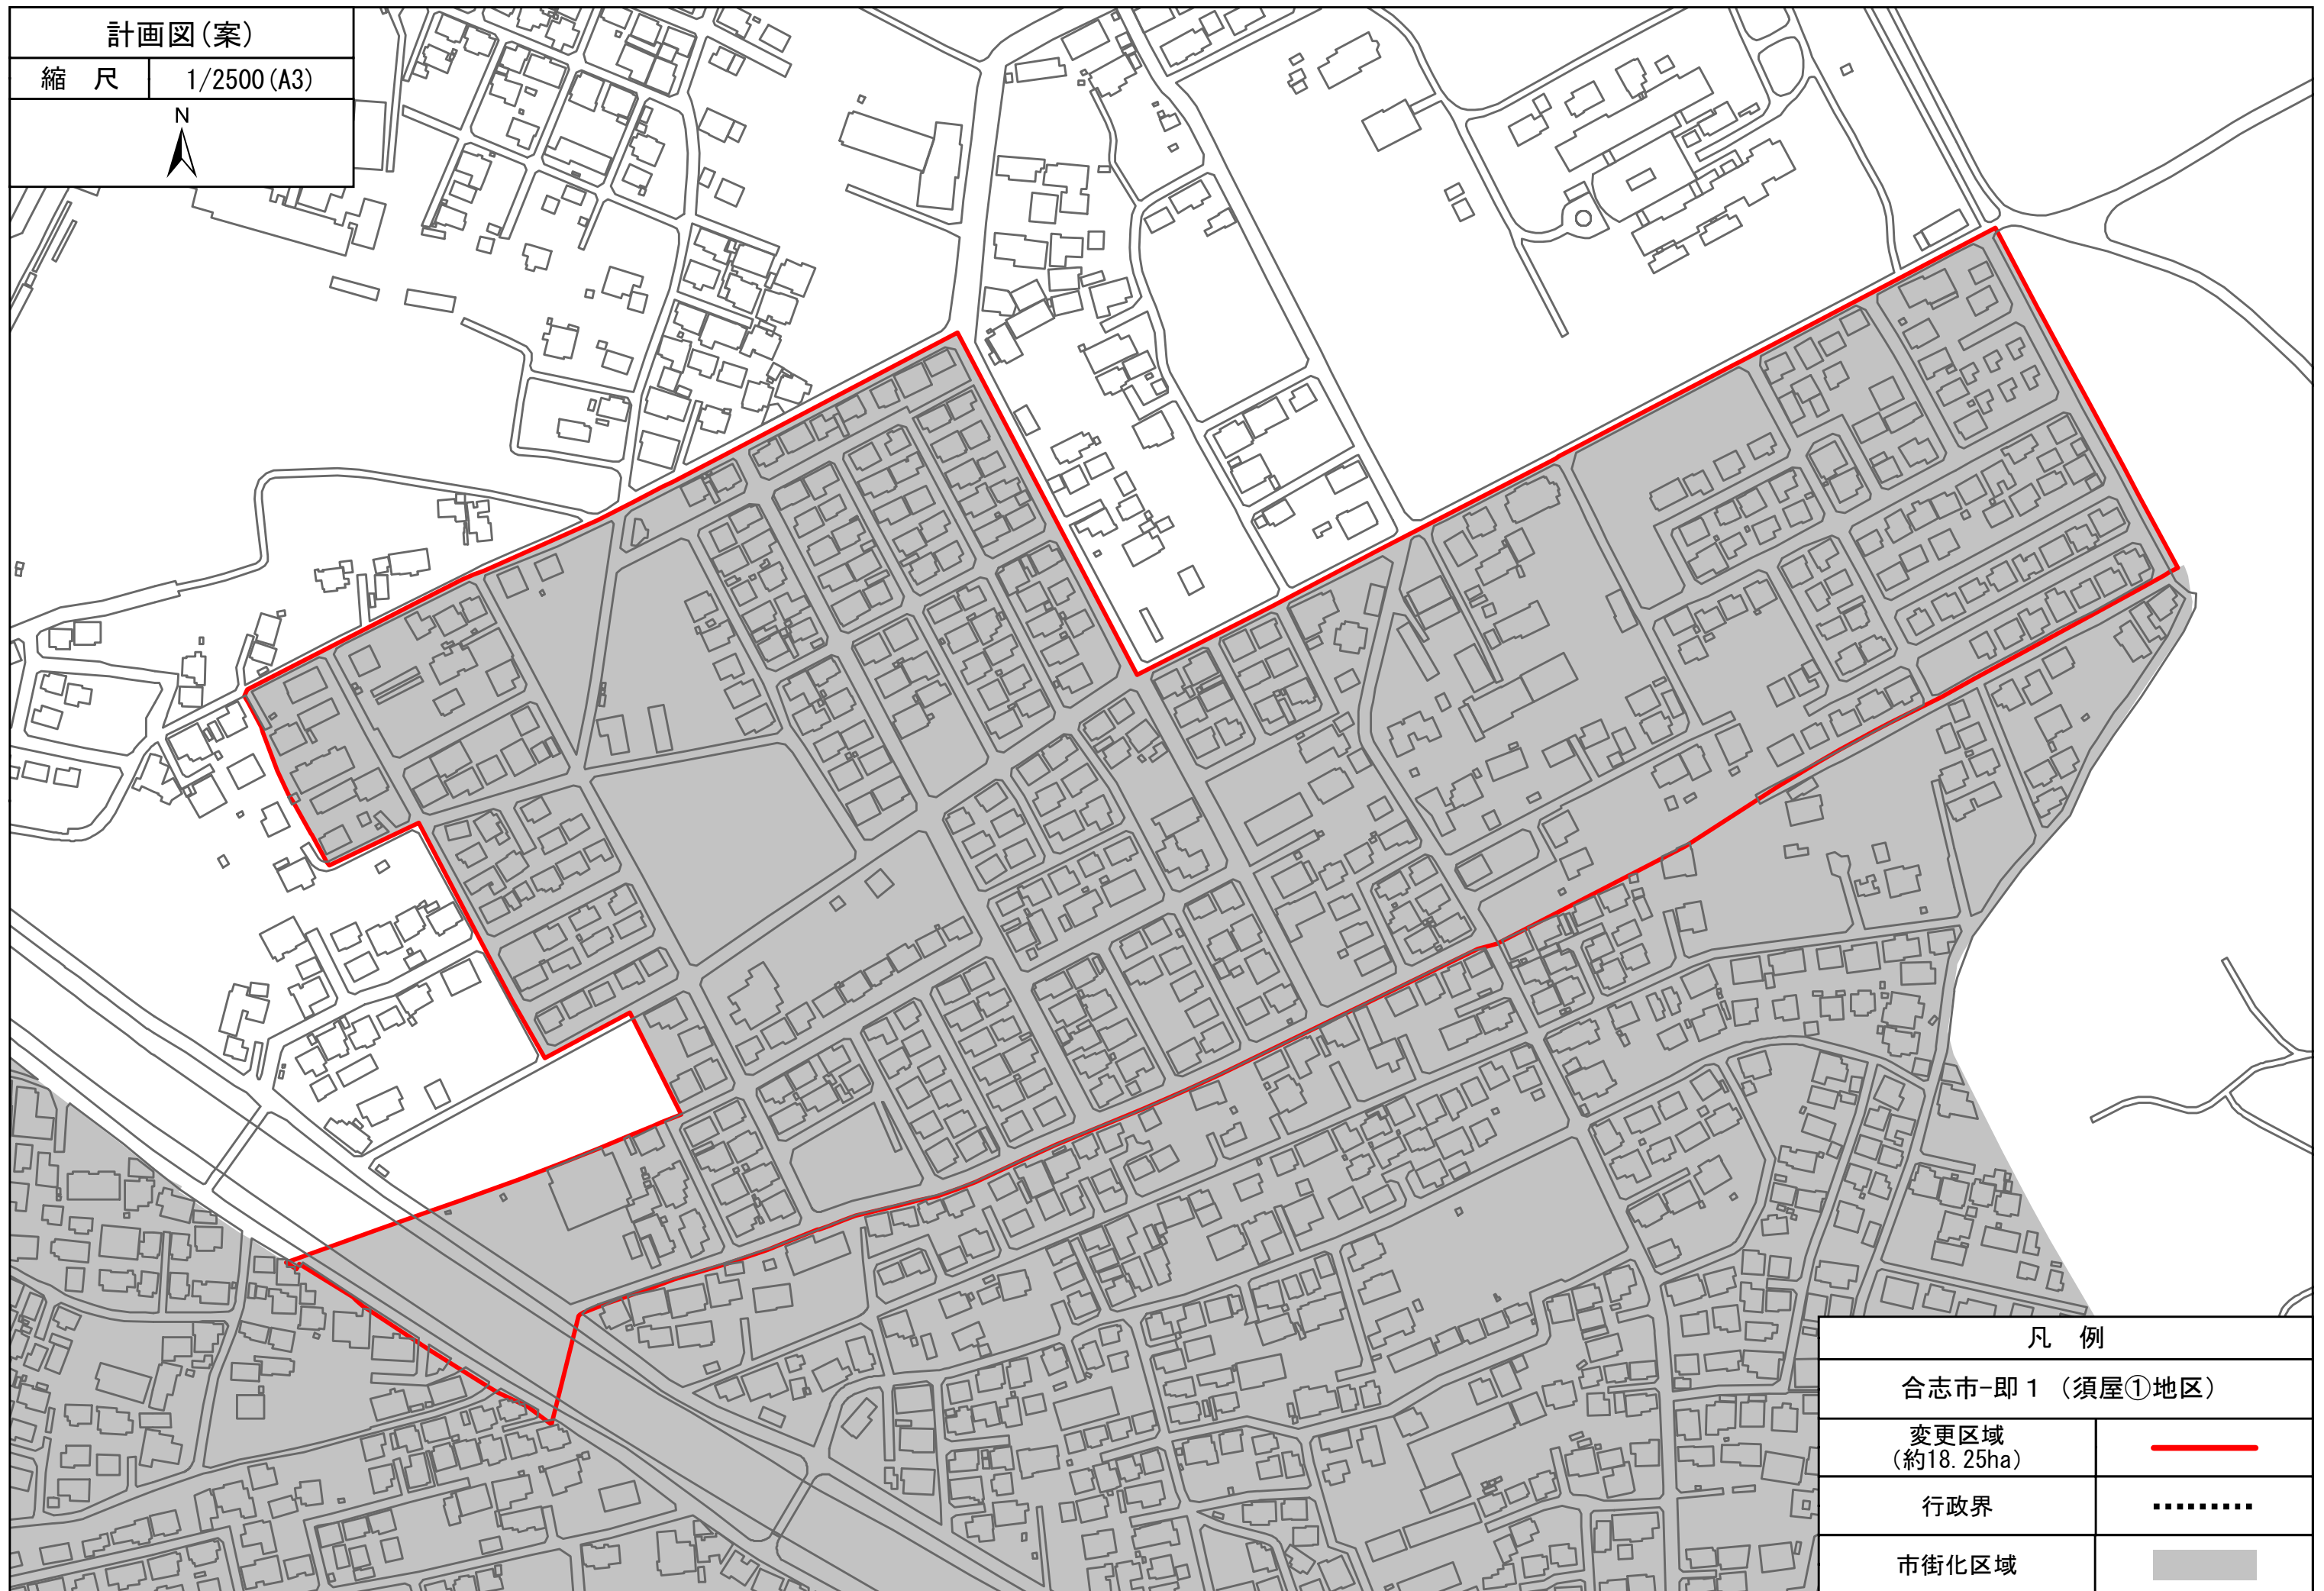 計画図(案)
縮 尺 1/2500(A3)
N
凡 例
合志市-即1 (須屋①地区)
変更区域
(約18.25ha)
行政界
市街化区域